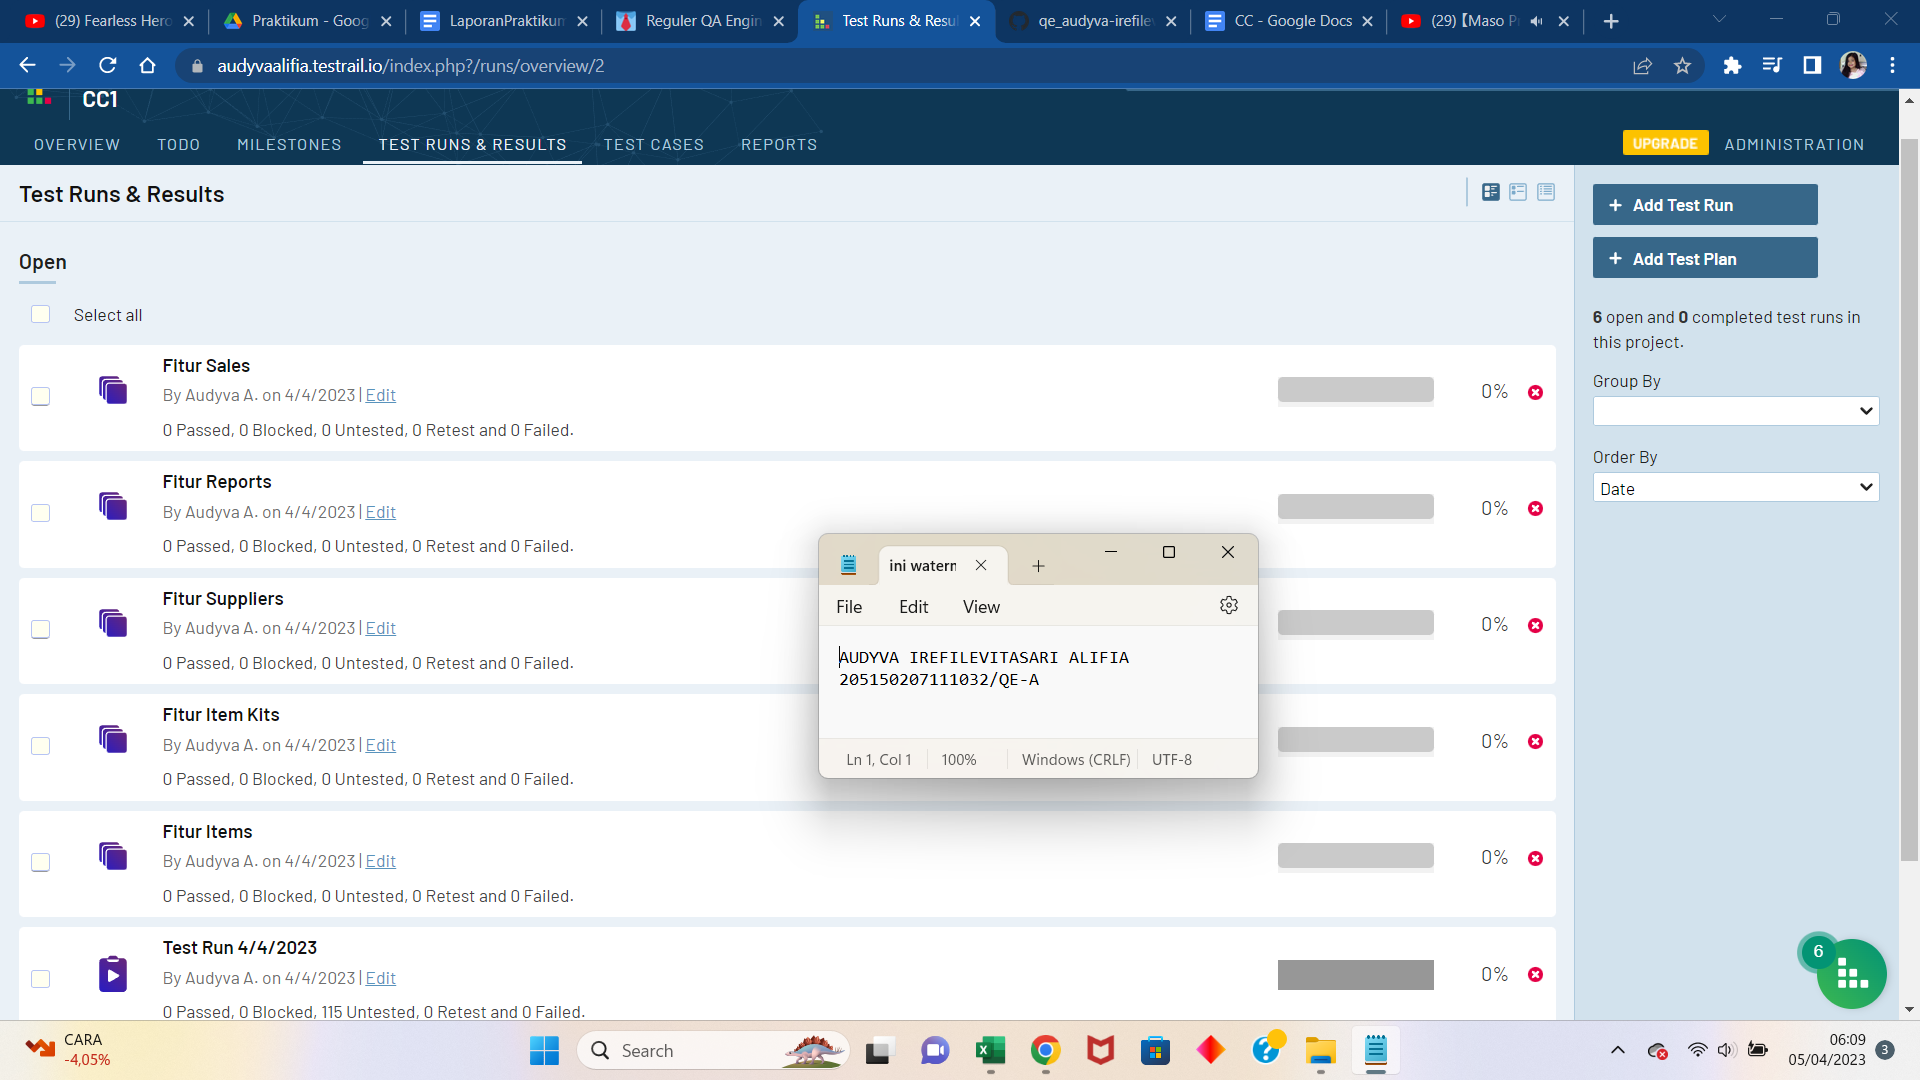 (29) Fearless Hero
Praktikum - Goog
LaporanPraktikum
Reguler QA Engin
Test Runs & Resul
qe_audyva-irefilev
CC - Google Docs
(29) 【Maso P
audyvaalifia.testrail.io/index.php?/runs/overview/2
CC1
OVERVIEW
TODO
MILESTONES
TEST RUNS & RESULTS
TEST CASES
REPORTS
UPGRADE
ADMINISTRATION
Test Runs & Results
+ Add Test Run
+ Add Test Plan
6 open and 0 completed test runs in
this project.
Group By
Order By
Date
Open
Select all
Fitur Sales
By Audyva A. on 4/4/2023 | Edit
0 Passed, 0 Blocked, 0 Untested, 0 Retest and 0 Failed.
0%
Fitur Reports
By Audyva A. on 4/4/2023 | Edit
0 Passed, 0 Blocked, 0 Untested, 0 Retest and 0 Failed.
0%
Fitur Suppliers
By Audyva A. on 4/4/2023 | Edit
0 Passed, 0 Blocked, 0 Untested, 0 Retest and 0 Failed.
0%
Fitur Item Kits
By Audyva A. on 4/4/2023 | Edit
0 Passed, 0 Blocked, 0 Untested, 0 Retest and 0 Failed.
0%
Fitur Items
By Audyva A. on 4/4/2023 | Edit
0 Passed, 0 Blocked, 0 Untested, 0 Retest and 0 Failed.
0%
Test Run 4/4/2023
By Audyva A. on 4/4/2023 | Edit
0 Passed, 0 Blocked, 115 Untested, 0 Retest and 0 Failed.
0%
6
ini watern
File
Edit
View
AUDYVA IREFILEVITASARI ALIFIA
205150207111032/QE-A
Ln 1, Col 1
100%
Windows (CRLF)
UTF-8
CARA
-4,05%
Search
06:09
05/04/2023
3